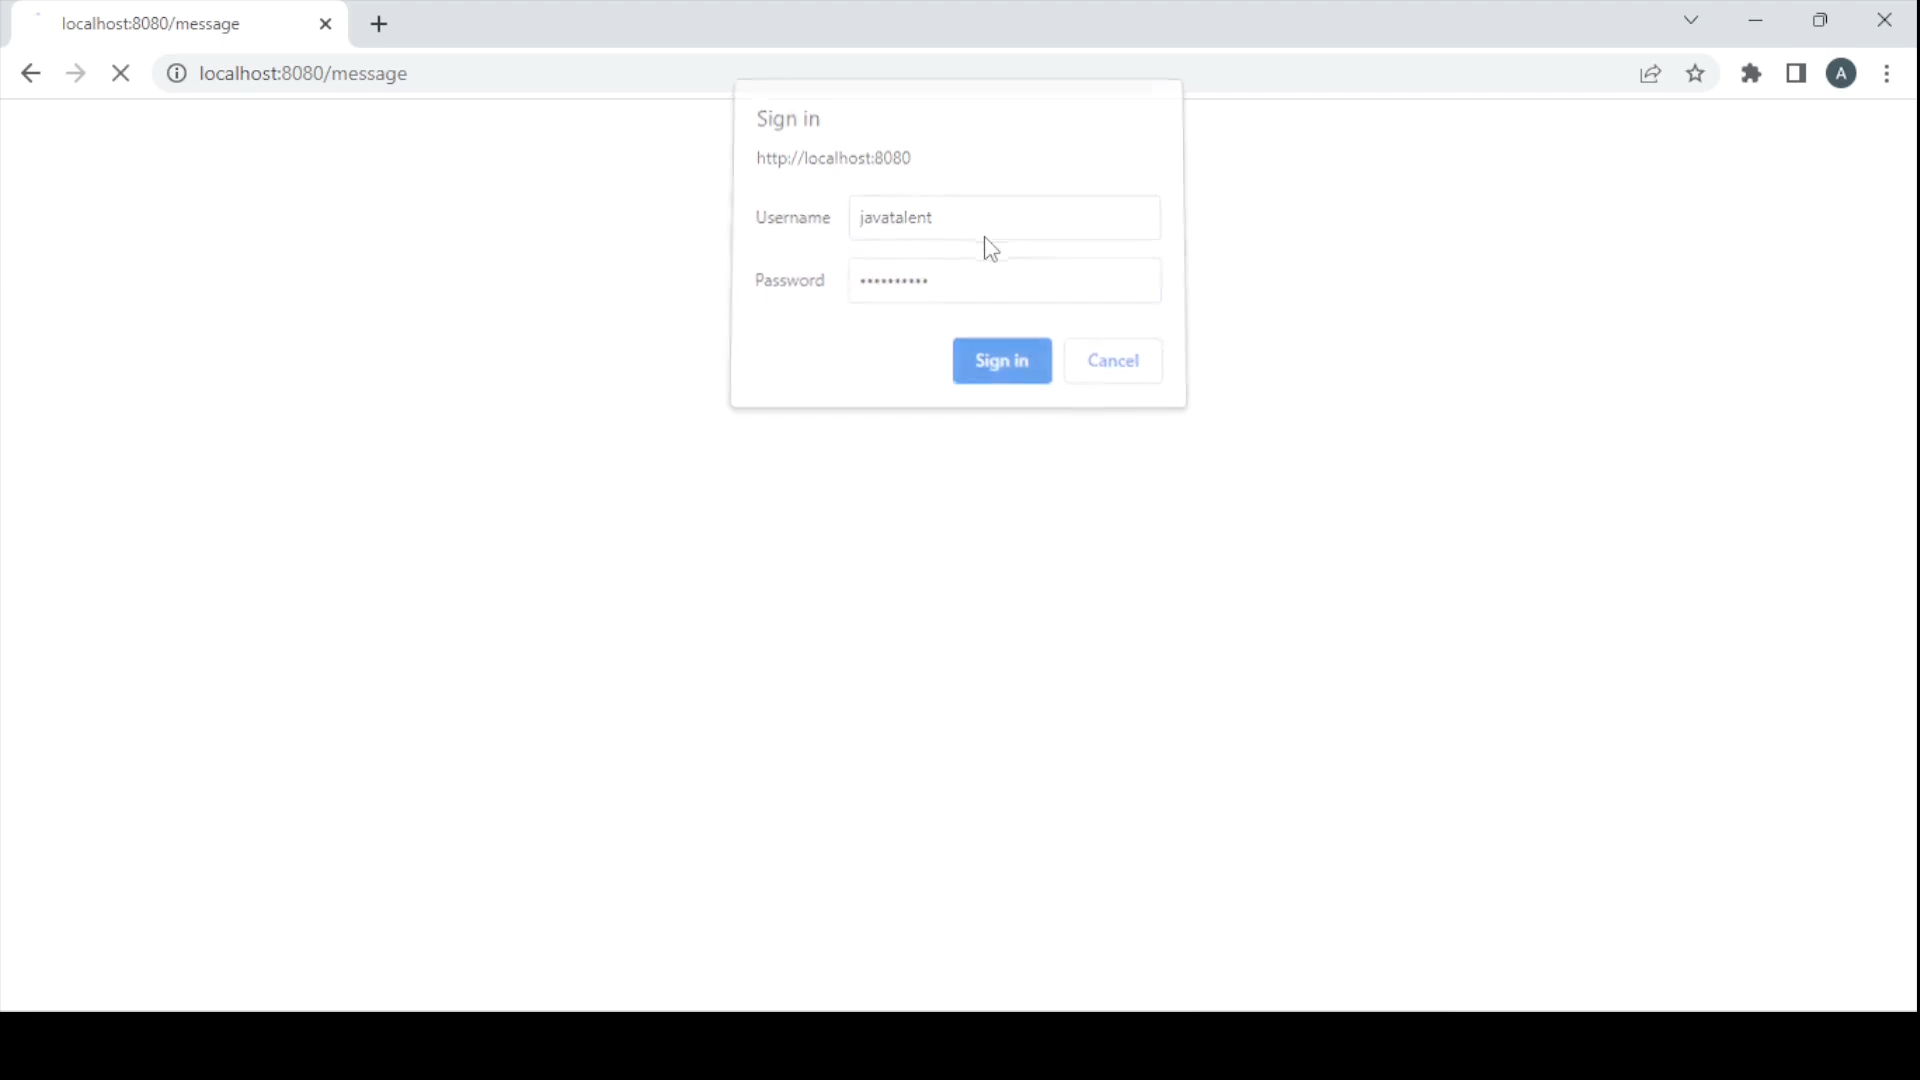 localhost:8080/message
localhost:8080/message
A
Sign in
http://localhost:8080
Username javatalent
Password ••••••••••
Sign in Cancel